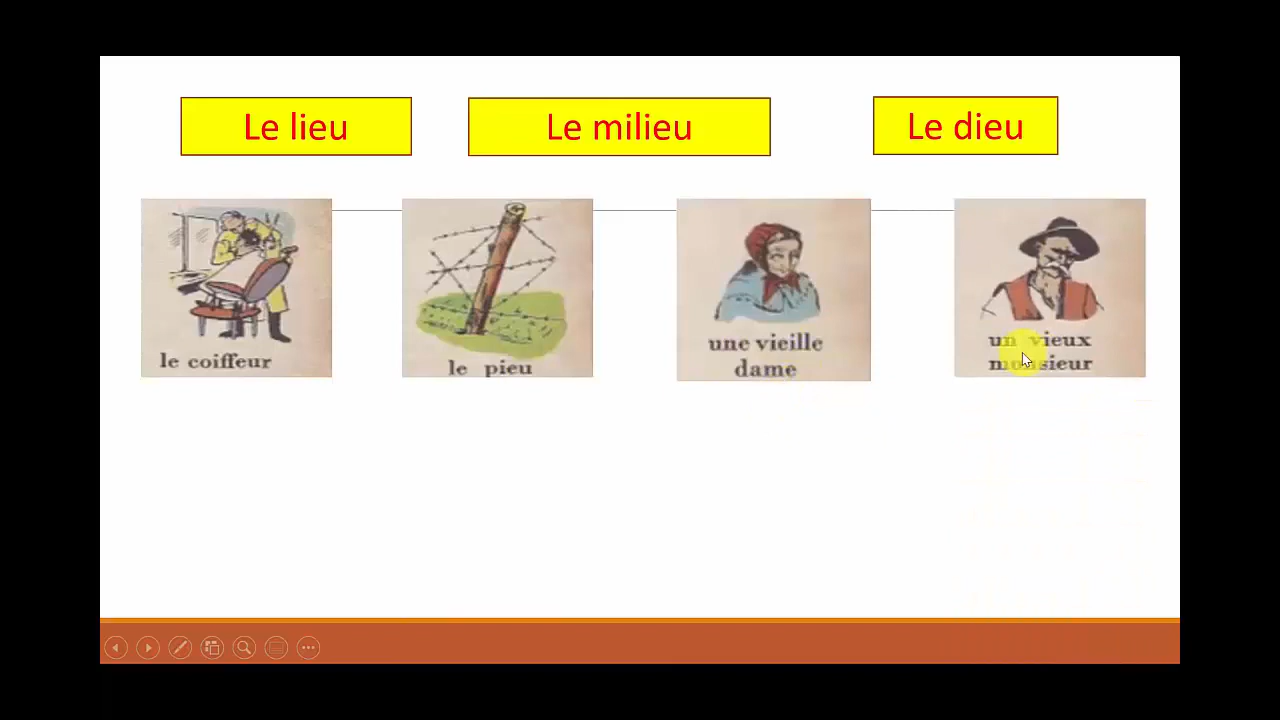 Le lieu
Le milieu
Le dieu
le coiffeur
le pieu
une vieille
dame
un vieux
monsieur